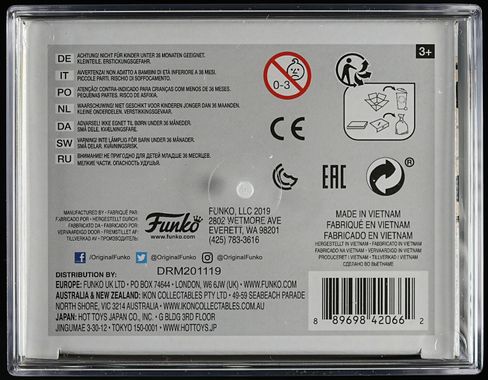 DE ACHTUNG! NICHT FÜR KINDER UNTER 36 MONATEN GEEIGNET.
KLEINTEILE. ERSTICKUNGSGEFAHR.
IT AVVERTENZA! NON ADATTO A BAMBINI DI ETÀ INFERIORE A 36 MESI.
PICCOLE PARTI. RISCHIO DI SOFFOCAMENTO.
PO ATENÇÃO! CONTRA-INDICADO PARA CRIANÇAS COM MENOS DE 36 MESES.
PEQUENAS PARTES. RISCO DE ASFIXIA.
NL WAARSCHUWING! NIET GESCHIKT VOOR KINDEREN JONGER DAN 36 MAANDEN.
KLEINE ONDERDELEN. VERSTIKKINGSGEVAAR.
DA ADVARSEL! IKKE EGNET TIL BØRN UNDER 36 MÅNEDER.
SMÅ DELE. KVÆLNINGSFARE.
SW VARNING! INTE LÄMPLIG FÖR BARN UNDER 36 MÅNADER.
SMÅ DELAR. KVÄVNINGSRISK.
RU ВНИМАНИЕ! НЕ ПРИГОДНО ДЛЯ ДЕТЕЙ МЛАДШЕ 36 МЕСЯЦЕВ.
МЕЛКИЕ ЧАСТИ. ОПАСНОСТЬ УДУШЬЯ.
0-3
3+
CE
EAC
MANUFACTURED BY • FABRIQUÉ PAR
FABRICADO POR • HERGESTELLT DURCH
FABBRICATO DA • FABRICADO POR
VERVAARDIGD DOOR • FREMSTILLET AF
TILLVERKAD AV • ПРОИЗВОДИТЕЛЬ:
Funko
www.funko.com
FUNKO, LLC 2019
2802 WETMORE AVE
EVERETT, WA 98201
(425) 783-3616
/OriginalFunko @OriginalFunko @OriginalFunko
DRM201119
DISTRIBUTION BY:
EUROPE: FUNKO UK LTD • PO BOX 74644 • LONDON, W6 6JW • WWW.FUNKO.COM
AUSTRALIA & NEW ZEALAND: IKON COLLECTABLES PTY LTD • 49-59 SEABEACH PARADE
NORTH SHORE, VIC 3214 AUSTRALIA • WWW.IKONCOLLECTABLES.COM.AU
JAPAN: HOT TOYS JAPAN CO., INC. • G BLDG 3RD FLOOR
JINGUMAE 3-30-12 • TOKYO 150-0001 • WWW.HOTTOYS.JP
MADE IN VIETNAM
FABRIQUÉ EN VIETNAM
FABRICADO EN VIETNAM
HERGESTELLT IN VIETNAM • FABBRICATO IN VIETNAM
FABRICADO EM VIETNAM • VERVAARDIGD IN VIETNAM
PRODUCERET I VIETNAM • TILLVERKAD I VIETNAM
СДЕЛАНО ВО ВЬЕТНАМЕ
8 89698 42066 2